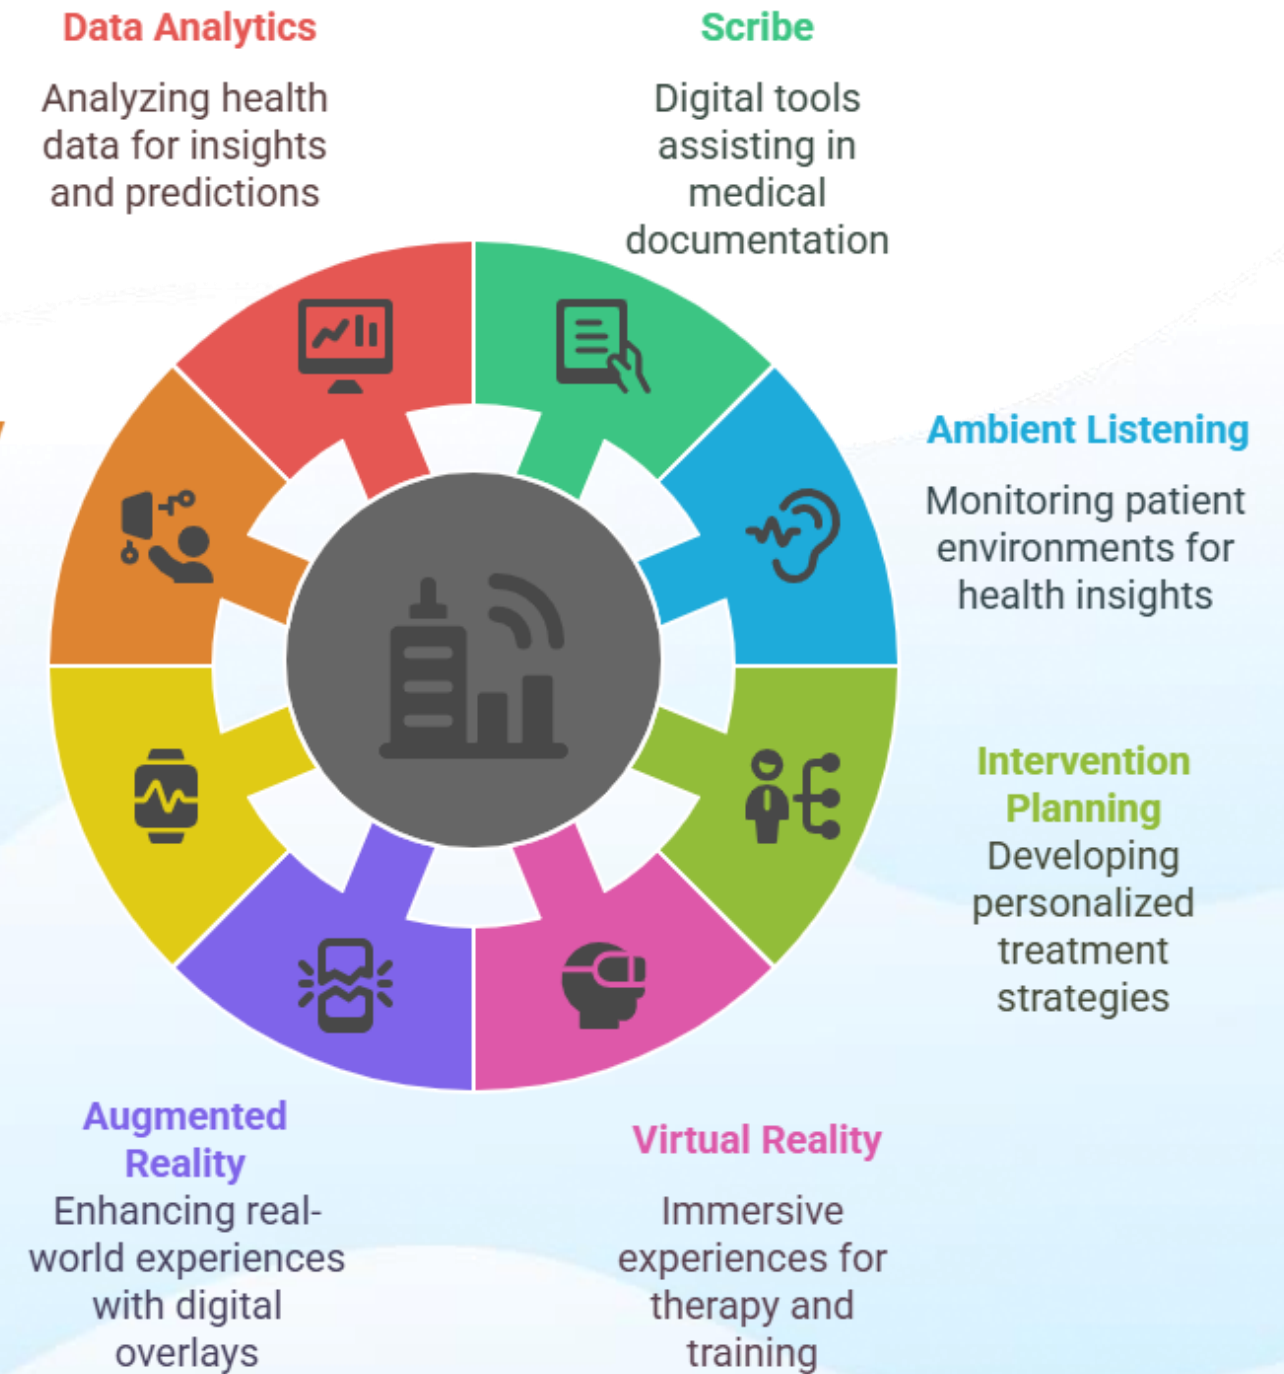 Data Analytics
Analyzing health
data for insights
and predictions
Scribe
Digital tools
assisting in
medical
documentation
Ambient Listening
Monitoring patient
environments for
health insights
Intervention
Planning
Developing
personalized
treatment
strategies
Augmented
Reality
Enhancing real-
world experiences
with digital
overlays
Virtual Reality
Immersive
experiences for
therapy and
training